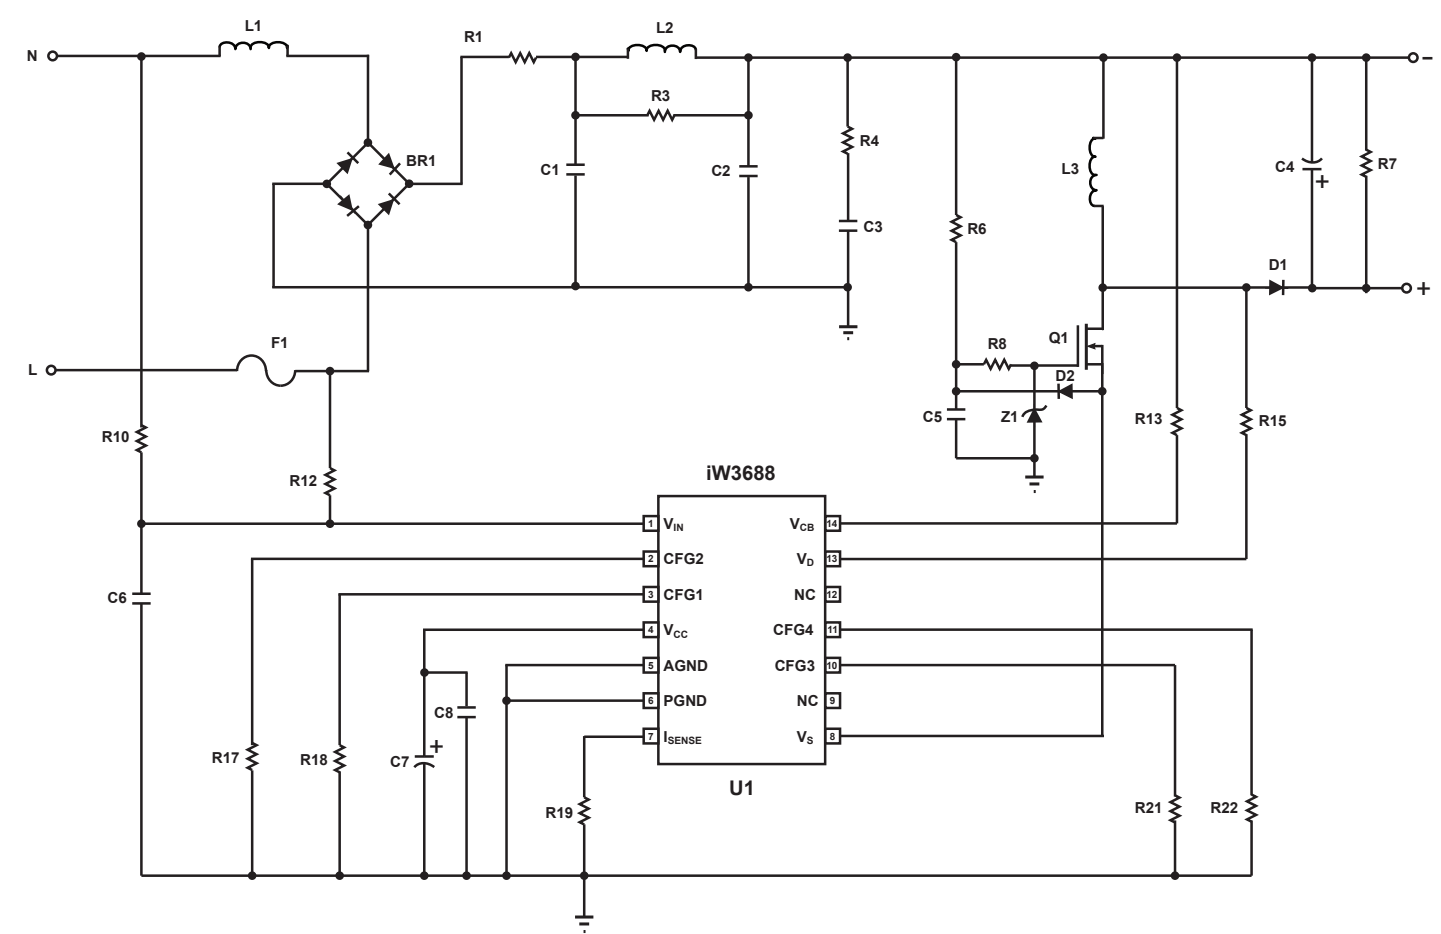 L1
N
R1
L2
R3
BR1
C1
C2
R4
C3
L3
C4
+
R7
−
R6
D1
+
Q1
R8
D2
C5
Z1
R13
R15
F1
L
R10
R12
iW3688
1 VIN
VCB 14
2 CFG2
VD 13
3 CFG1
NC 12
4 VCC
CFG4 11
5 AGND
CFG3 10
6 PGND
NC 9
7 ISENSE
VS 8
U1
C6
C8
R17
R18
C7
+
R19
R21
R22